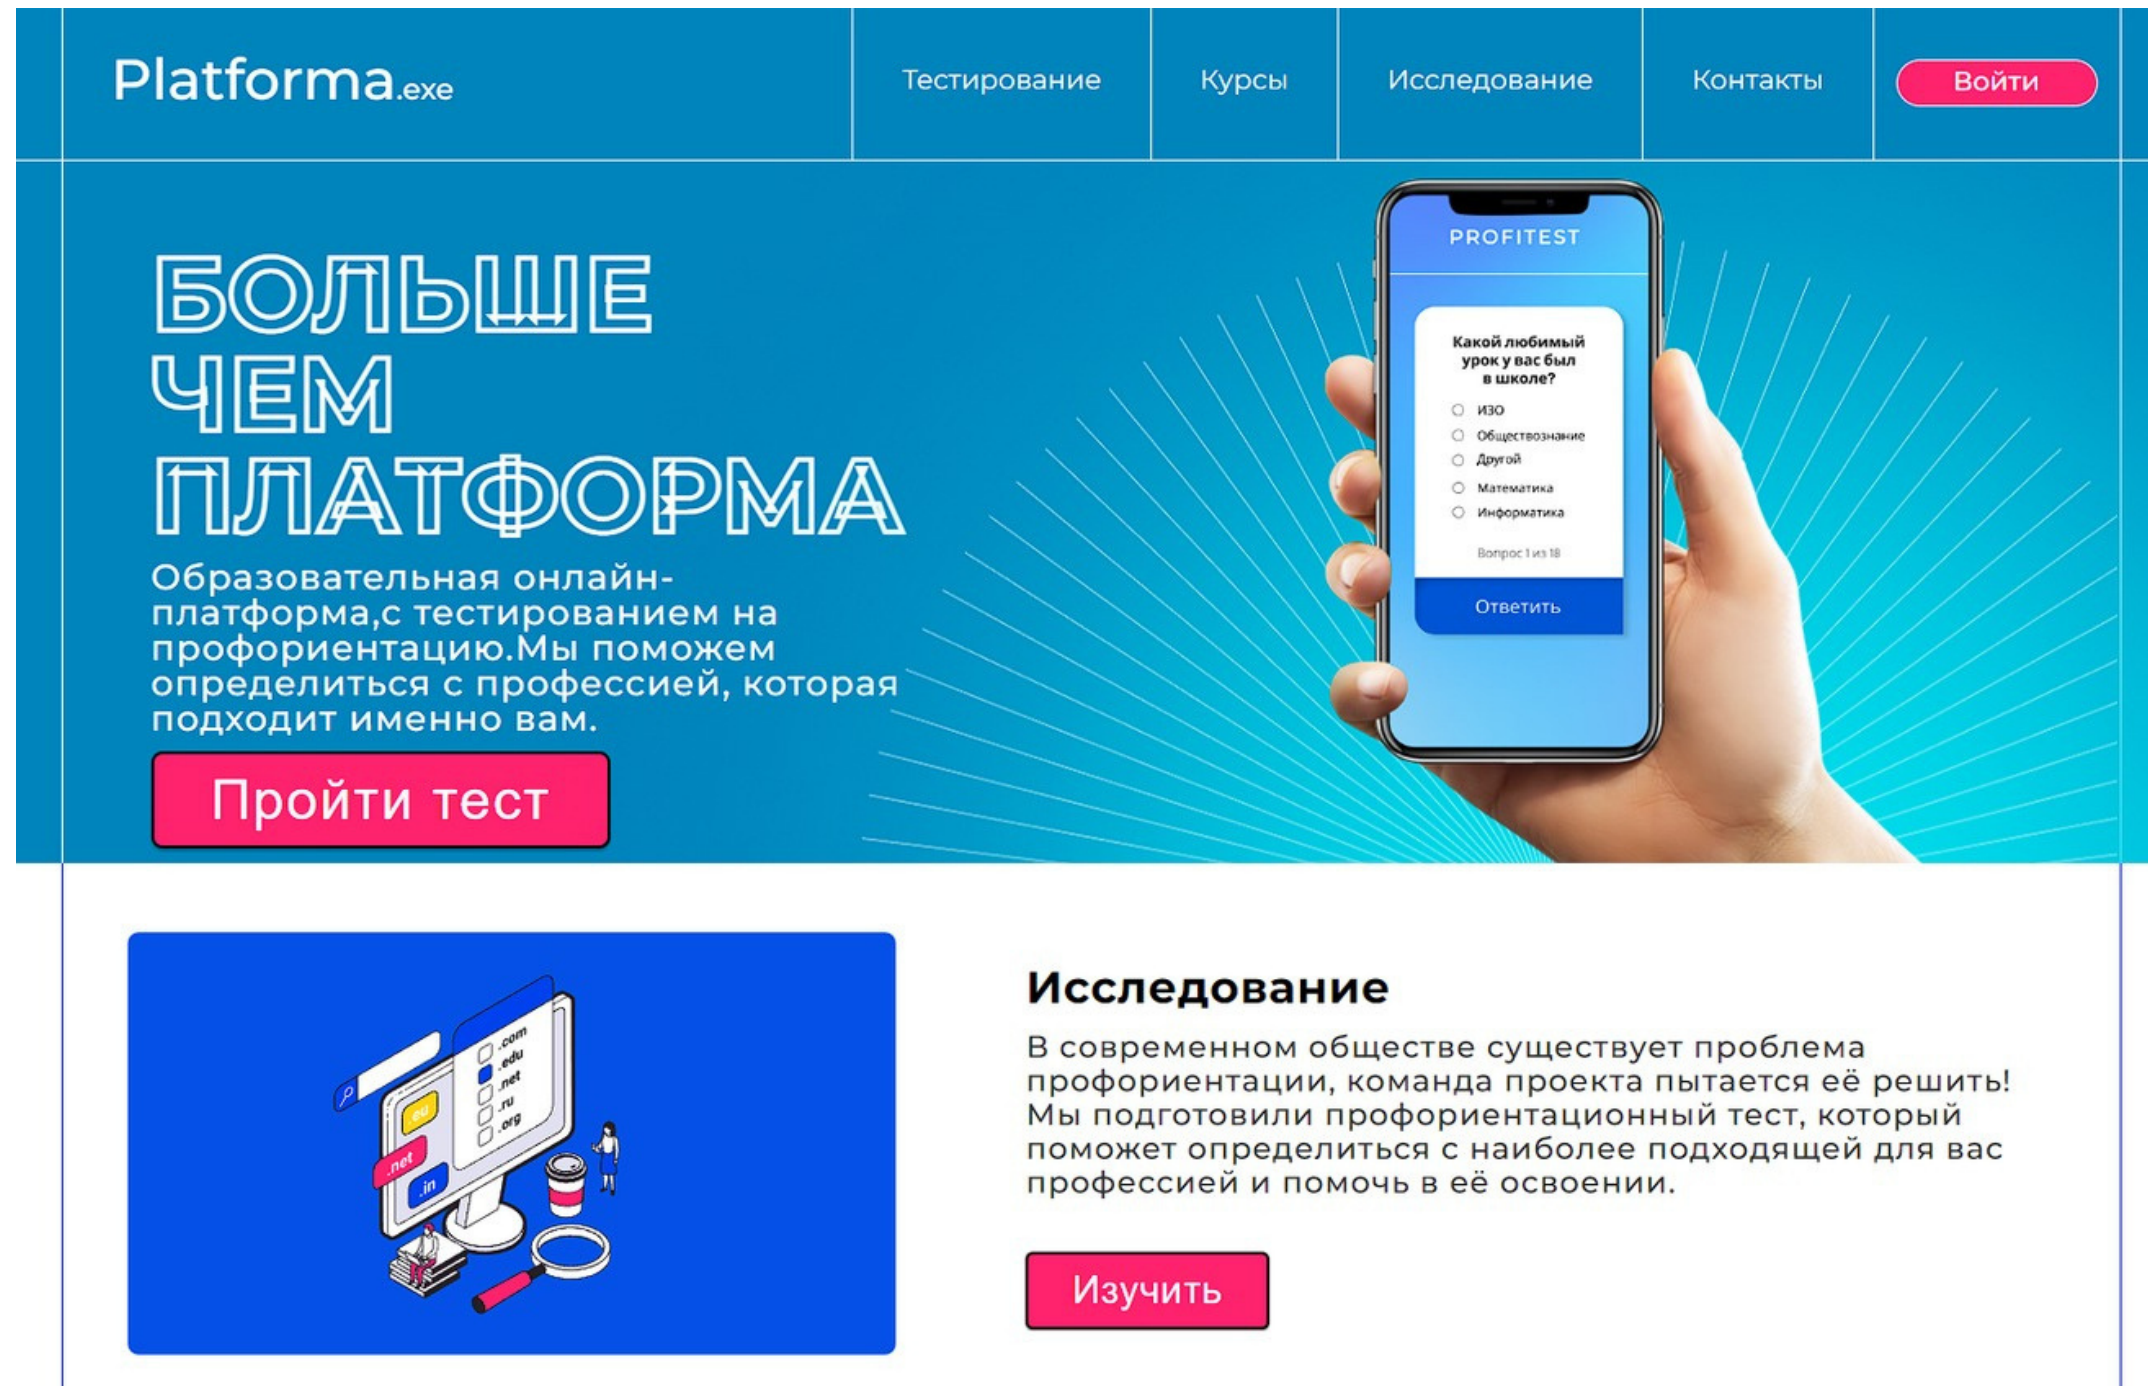 Platforma.exe
Тестирование
Курсы
Исследование
Контакты
Войти
БОЛЬШЕ
ЧЕМ
ПЛАТФОРМА
Образовательная онлайн-
платформа,с тестированием на
профориентацию.Мы поможем
определиться с профессией, которая
подходит именно вам.
Пройти тест
PROFITEST
Какой любимый
урок у вас был
в школе?
ИЗО
Обществознание
Другой
Математика
Информатика
Вопрос 1 из 18
Ответить
.com
.edu
.net
.ru
.org
.eu
.net
.in
Исследование
В современном обществе существует проблема
профориентации, команда проекта пытается её решить!
Мы подготовили профориентационный тест, который
поможет определиться с наиболее подходящей для вас
профессией и помочь в её освоении.
Изучить